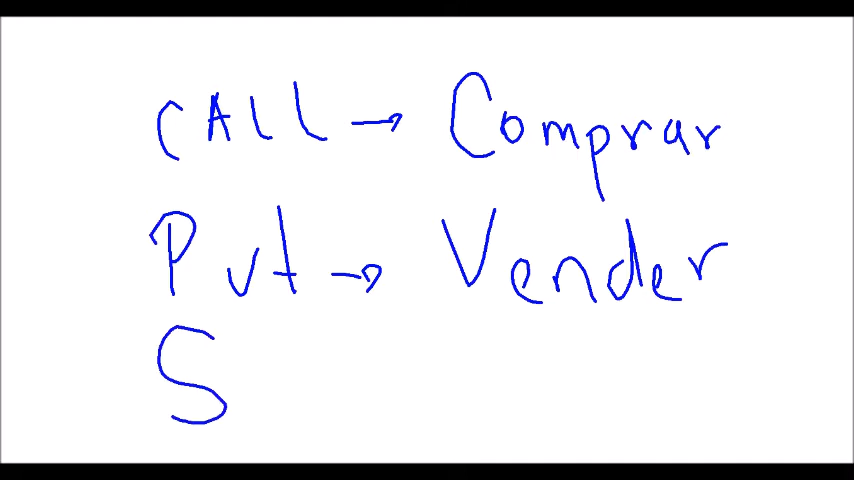 CALL → Comprar
Put → Vender
S